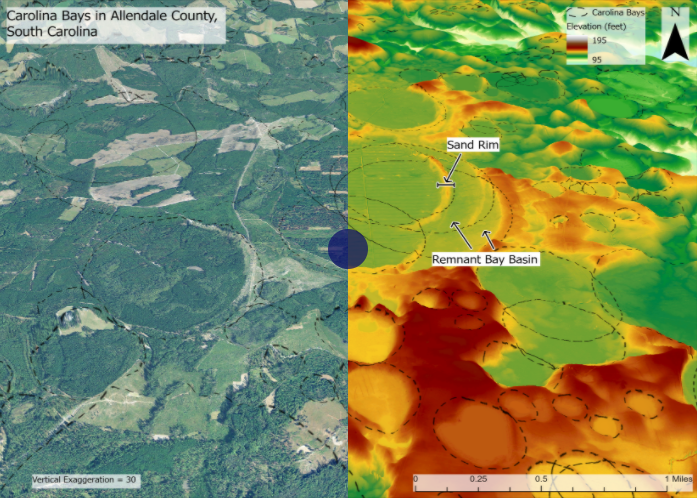 Carolina Bays in Allendale County,
South Carolina
Carolina Bays
Elevation (feet)
195
95
N
Sand Rim
Remnant Bay Basin
Vertical Exaggeration = 30
0 0.25 0.5 1 Miles